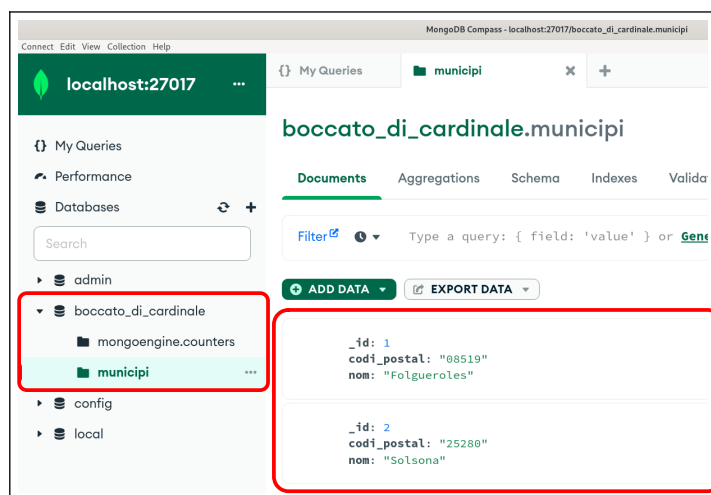 MongoDB Compass - localhost:27017/boccato_di_cardinale.municipi
Connect Edit View Collection Help
localhost:27017 ...
{} My Queries
municipi
boccato_di_cardinale.municipi
{} My Queries
Performance
Databases
Search
admin
boccato_di_cardinale
mongoengine.counters
municipi ...
config
local
Documents Aggregations Schema Indexes Valida
Filter Type a query: { field: 'value' } or Gene
ADD DATA EXPORT DATA
_id: 1
codi_postal: "08519"
nom: "Folgueroles"
_id: 2
codi_postal: "25280"
nom: "Solsona"